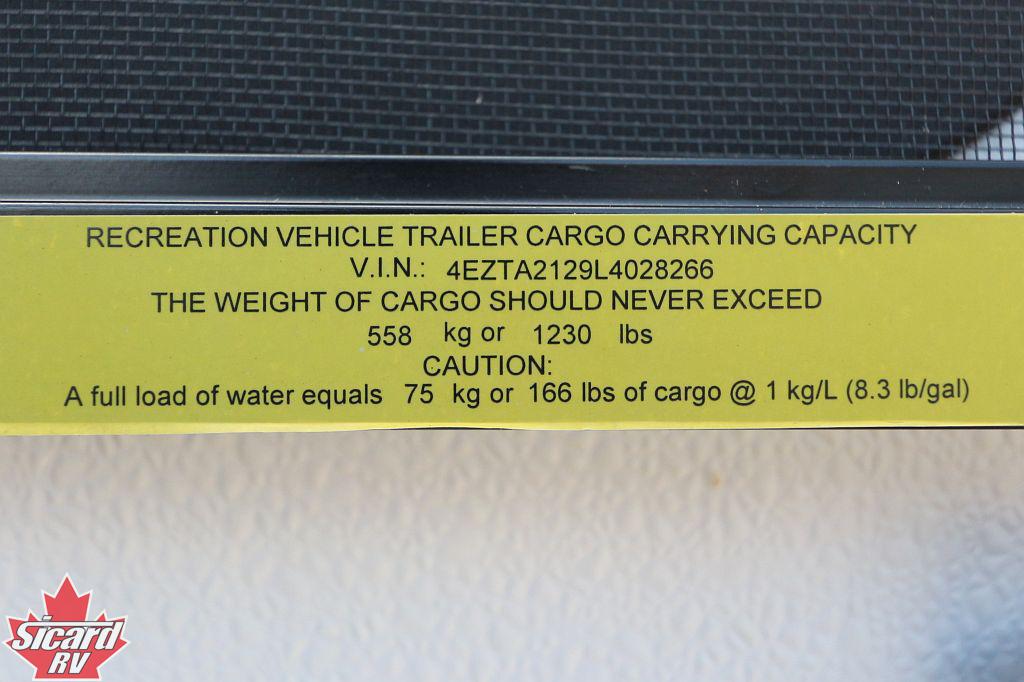 RECREATION VEHICLE TRAILER CARGO CARRYING CAPACITY
V.I.N.: 4EZTA2129L4028266
THE WEIGHT OF CARGO SHOULD NEVER EXCEED
558 kg or 1230 lbs
CAUTION:
A full load of water equals 75 kg or 166 lbs of cargo @ 1 kg/L (8.3 lb/gal)
Sicard
RV